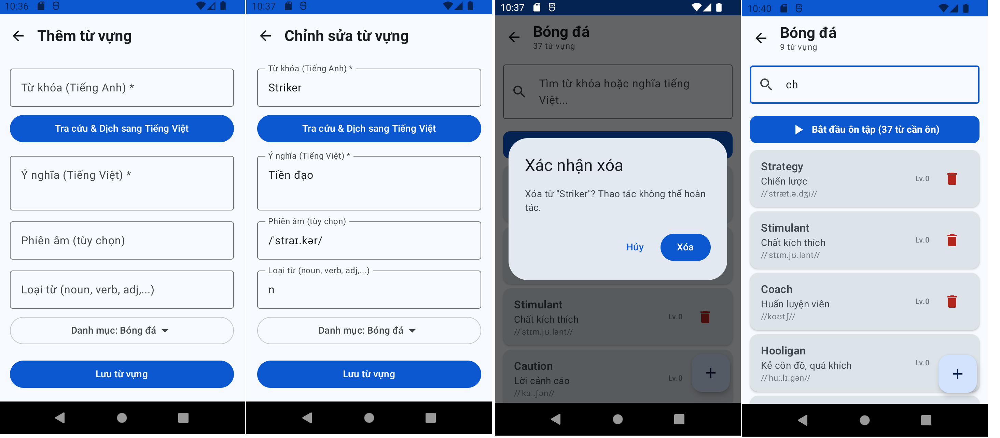 10:36
Thêm từ vựng
Từ khóa (Tiếng Anh) *
Tra cứu & Dịch sang Tiếng Việt
Ý nghĩa (Tiếng Việt) *
Phiên âm (tùy chọn)
Loại từ (noun, verb, adj,...)
Danh mục: Bóng đá
Lưu từ vựng
10:37
Chỉnh sửa từ vựng
Từ khóa (Tiếng Anh) *
Striker
Tra cứu & Dịch sang Tiếng Việt
Ý nghĩa (Tiếng Việt) *
Tiền đạo
Phiên âm (tùy chọn)
/ˈstraɪ.kər/
Loại từ (noun, verb, adj,...)
n
Danh mục: Bóng đá
Lưu từ vựng
10:37
Bóng đá
37 từ vựng
Tìm từ khóa hoặc nghĩa tiếng
Việt...
Xác nhận xóa
Xóa từ "Striker"? Thao tác không thể hoàn
tác.
Hủy
Xóa
Stimulant
Chất kích thích
//ˈstɪm.jʊ.lənt//
Lv.0
Caution
Lời cảnh cáo
//ˈkɔː.ʃən//
Lv.0
10:40
Bóng đá
9 từ vựng
ch
Bắt đầu ôn tập (37 từ cần ôn)
Strategy
Chiến lược
//ˈstræt.ə.dʒi//
Lv.0
Stimulant
Chất kích thích
//ˈstɪm.jʊ.lənt//
Lv.0
Coach
Huấn luyện viên
//koʊtʃ//
Lv.0
Hooligan
Kẻ côn đồ, quá khích
//ˈhuː.lɪ.gən//
Lv.0